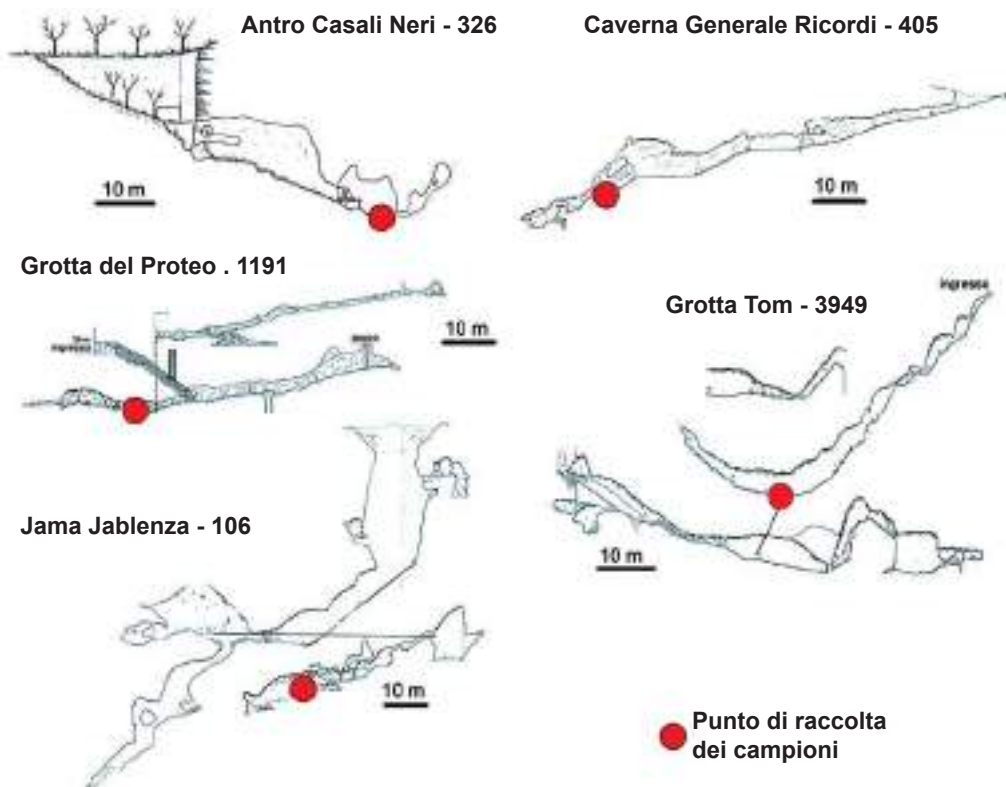 Antro Casali Neri - 326
Caverna Generale Ricordi - 405
10 m
10 m
Grotta del Proteo . 1191
10 m
ingresso
Grotta Tom - 3949
ingresso
Jama Jablenza - 106
10 m
10 m
Punto di raccolta
dei campioni